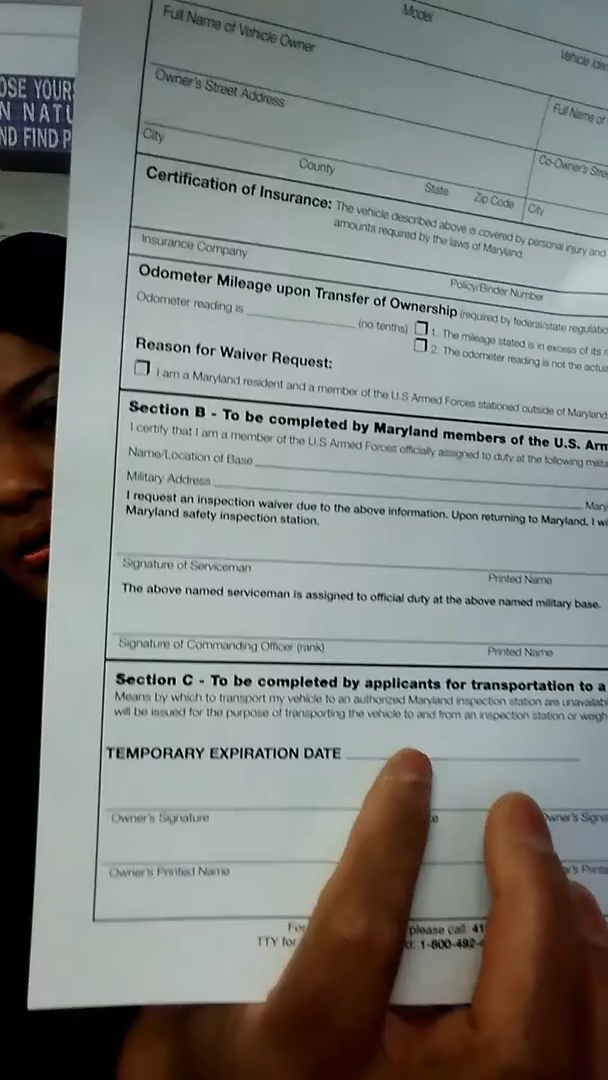 OSE YOUR
N NATU
ND FIND P
Model
Full Name of Vehicle Owner
Vehicle Iden
Owner's Street Address
Full Name of
City County State Zip Code
Co-Owner's Stre
City
Certification of Insurance: The vehicle described above is covered by personal injury and
amounts required by the laws of Maryland.
Insurance Company Policy/Binder Number
Odometer Mileage upon Transfer of Ownership (required by federal/state regulatio
Odometer reading is (no tenths) 1. The mileage stated is in excess of its m
2. The odometer reading is not the actua
Reason for Waiver Request:
I am a Maryland resident and a member of the U.S Armed Forces stationed outside of Maryland
Section B - To be completed by Maryland members of the U.S. Arm
I certify that I am a member of the U.S Armed Forces officially assigned to duty at the following milita
Name/Location of Base
Military Address Mary
I request an inspection waiver due to the above information. Upon returning to Maryland, I wi
Maryland safety inspection station.
Signature of Serviceman Printed Name
The above named serviceman is assigned to official duty at the above named military base.
Signature of Commanding Officer (rank) Printed Name
Section C - To be completed by applicants for transportation to a
Means by which to transport my vehicle to an authorized Maryland inspection station are unavailab
will be issued for the purpose of transporting the vehicle to and from an inspection station or weigh
TEMPORARY EXPIRATION DATE
Owner's Signature te Owner's Signa
Owner's Printed Name er's Printe
For please call 41
TTY for d: 1-800-492-4